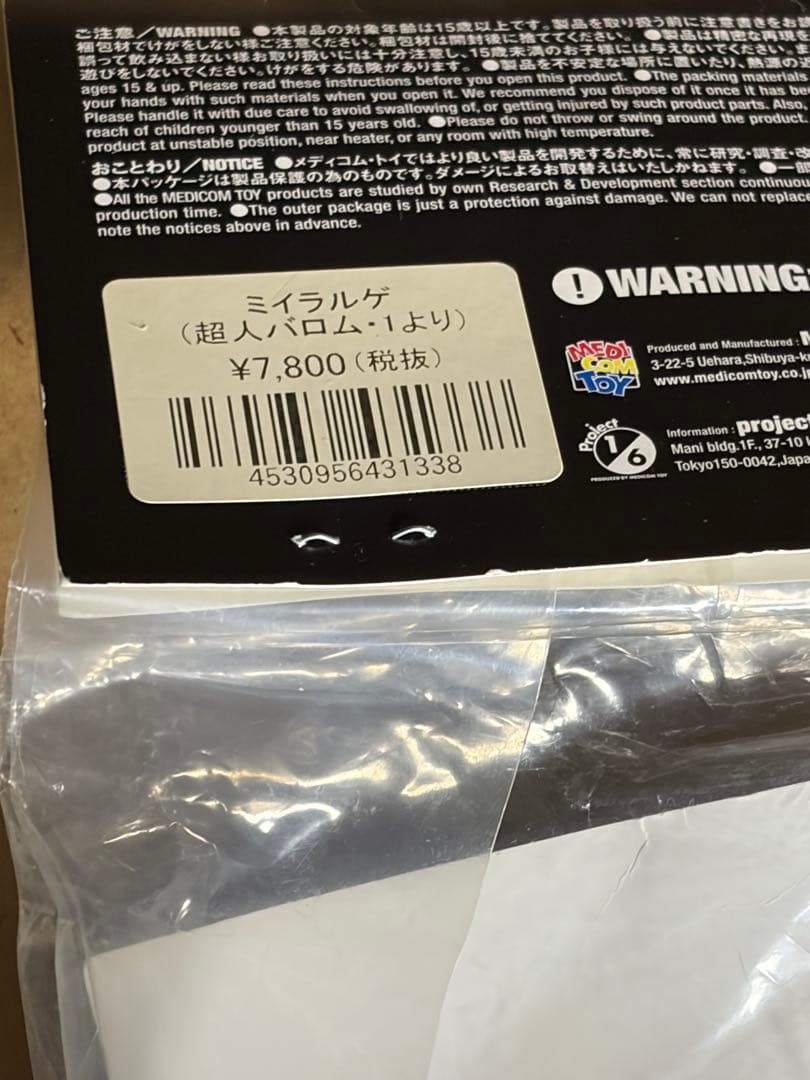 ご注意／WARNING ●本製品の対象年齢は15歳以上です。製品を取り扱う前に注意書きをお
梱包材でけがをしない様ご注意ください。梱包材は開封後に捨ててください。●製品は精密な再現を
誤って飲み込まない様お取り扱いには十分注意し、15歳未満のお子様には与えないでください。
遊びをしないでください。けがをする危険があります。●製品を不安定な場所に置いたり、熱源の近
ages 15 & up. Please read these instructions before you open this product. ●The packing materials
your hands with such materials when you open it. We recommend you dispose of it once it has be
Please handle it with due care to avoid swallowing of, or getting injured by such product parts. Also,
reach of children younger than 15 years old. ●Please do not throw or swing around the product.
product at unstable position, near heater, or any room with high temperature.
おことわり／NOTICE ●メディコム・トイではより良い製品を開発するために、常に研究・調査・改
●本パッケージは製品保護の為のものです。ダメージによるお取替えはいたしかねます。●一部
●All the MEDICOM TOY products are studied by own Research & Development section continuou
production time. ●The outer package is just a protection against damage. We can not replace
note the notices above in advance.
ミイラルゲ
（超人バロム・1より）
¥7,800（税抜）
4530956431338
! WARNING:
MEDI
COM
TOY
Produced and Manufactured : M
3-22-5 Uehara,Shibuya-k
www.medicomtoy.co.j
Project
1/6
PRODUCED BY MEDICOM TOY
Information : project
Mani bldg.1F., 37-10
Tokyo150-0042,Japa